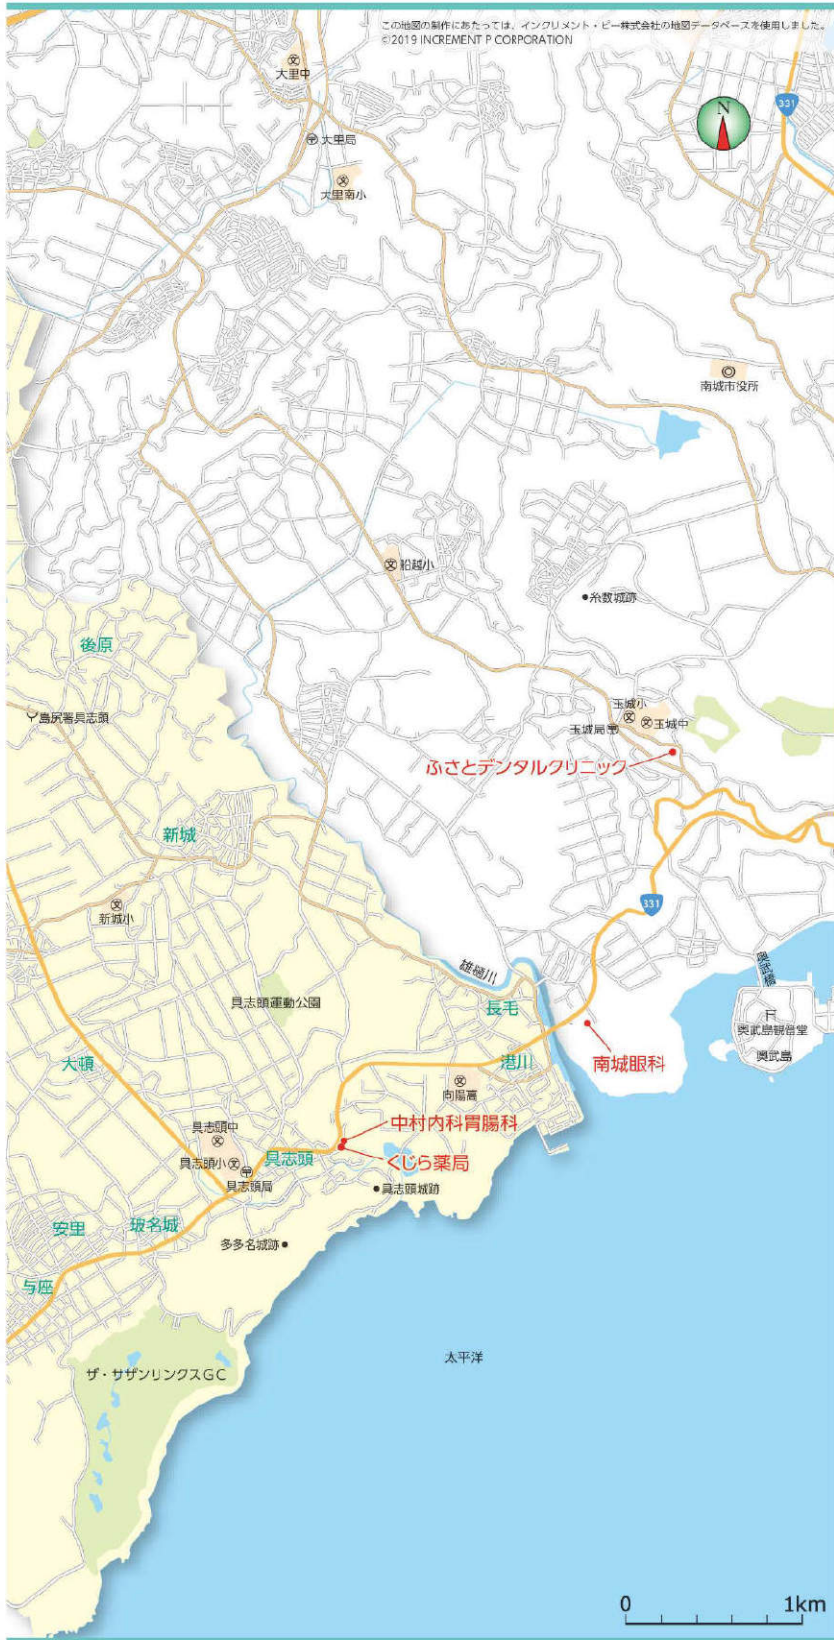 この地図の製作にあたっては、インクリメント・ピー株式会社の地図データベースを使用しました。
©2019 INCREMENT P CORPORATION
大里中
331
N
大里局
大里南小
南城市役所
船越小
糸数城跡
後原
島尻署具志頭
玉城小
玉城中
玉城局
ふさとデンタルクリニック
新城
新城小
331
奥武橋
雄樋川
具志頭運動公園
長毛
奥武島観音堂
奥武島
大頓
港川
南城眼科
向陽高
具志頭中
中村内科胃腸科
具志頭小
具志頭
くじら薬局
具志頭局
具志頭城跡
安里
玻名城
多多名城跡
与座
太平洋
ザ・サザンリンクスGC
0 1km